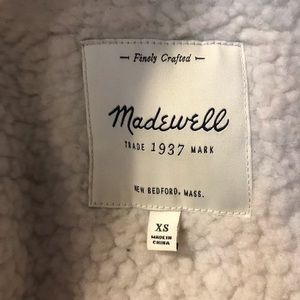 Finely Crafted
Madewell
TRADE 1937 MARK
NEW BEDFORD, MASS.
XS
MADE IN
CHINA